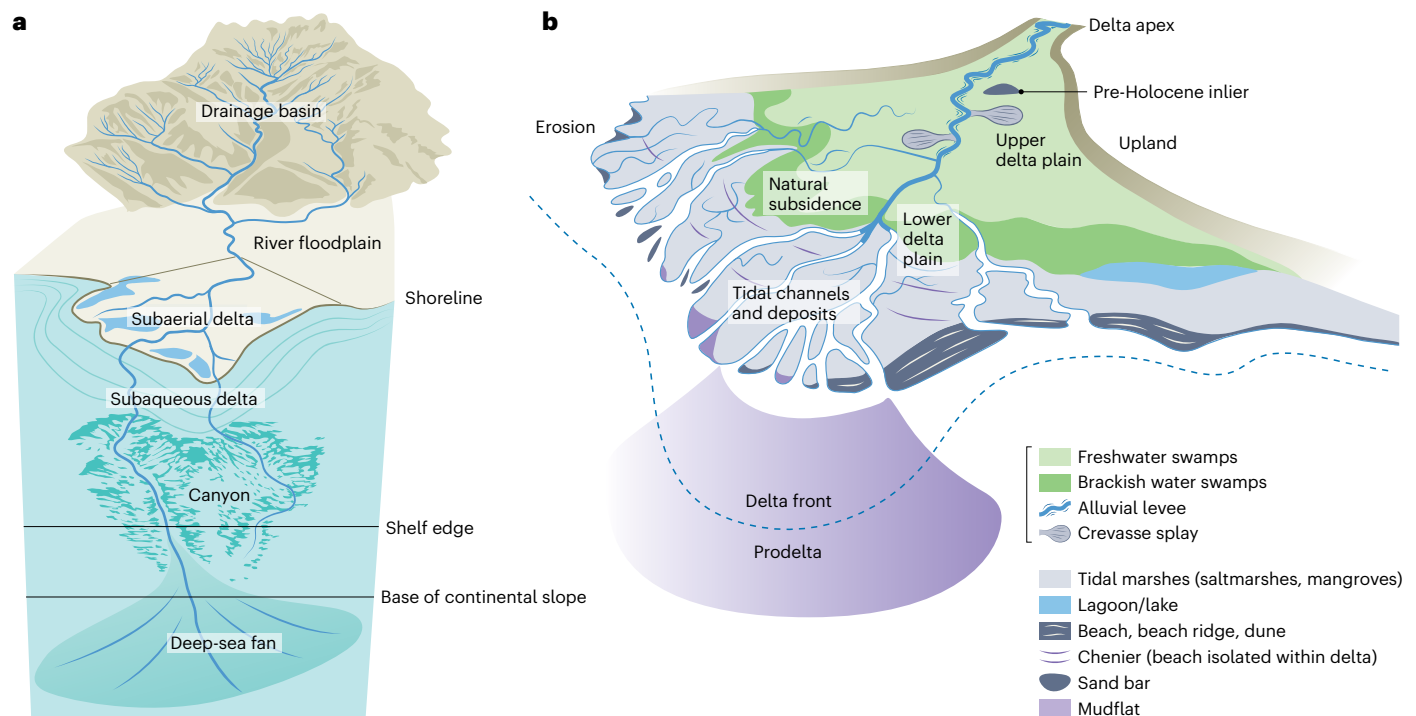 a
Drainage basin
River floodplain
Shoreline
Subaerial delta
Subaqueous delta
Canyon
Shelf edge
Base of continental slope
Deep-sea fan
b
Delta apex
Pre-Holocene inlier
Erosion
Upper
delta plain
Upland
Natural
subsidence
Lower
delta
plain
Tidal channels
and deposits
Delta front
Prodelta
Freshwater swamps
Brackish water swamps
Alluvial levee
Crevasse splay
Tidal marshes (saltmarshes, mangroves)
Lagoon/lake
Beach, beach ridge, dune
Chenier (beach isolated within delta)
Sand bar
Mudflat